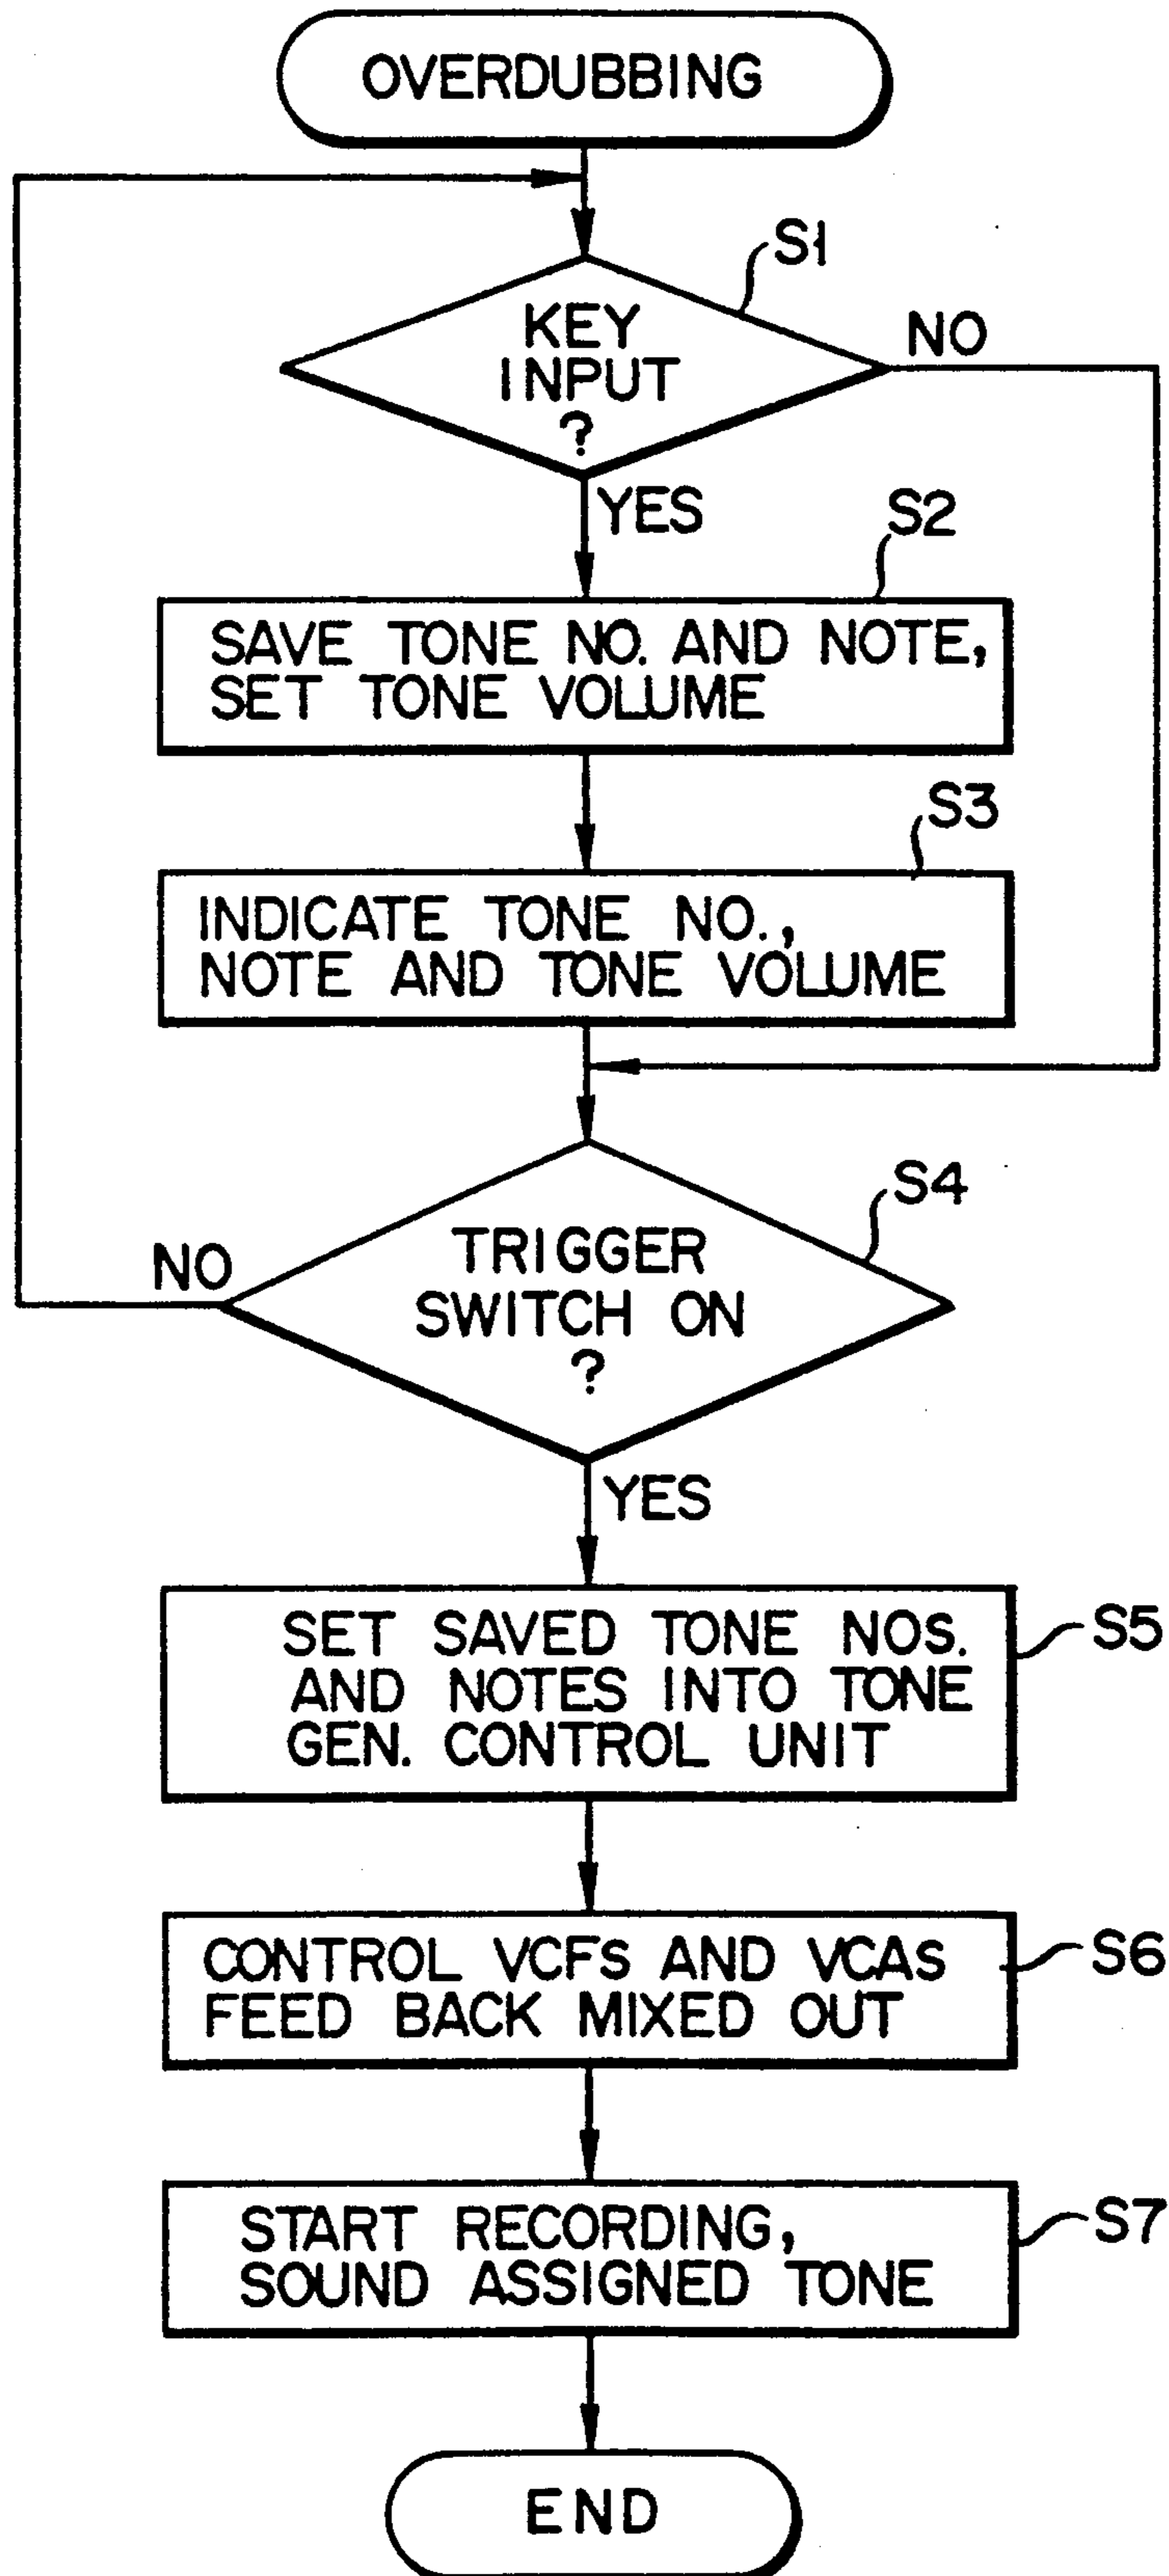 OVERDUBBING
S1
KEY
INPUT
?
NO
YES
S2
SAVE TONE NO. AND NOTE,
SET TONE VOLUME
S3
INDICATE TONE NO.,
NOTE AND TONE VOLUME
S4
TRIGGER
SWITCH ON
?
NO
YES
S5
SET SAVED TONE NOS.
AND NOTES INTO TONE
GEN. CONTROL UNIT
S6
CONTROL VCFs AND VCAs
FEED BACK MIXED OUT
S7
START RECORDING,
SOUND ASSIGNED TONE
END